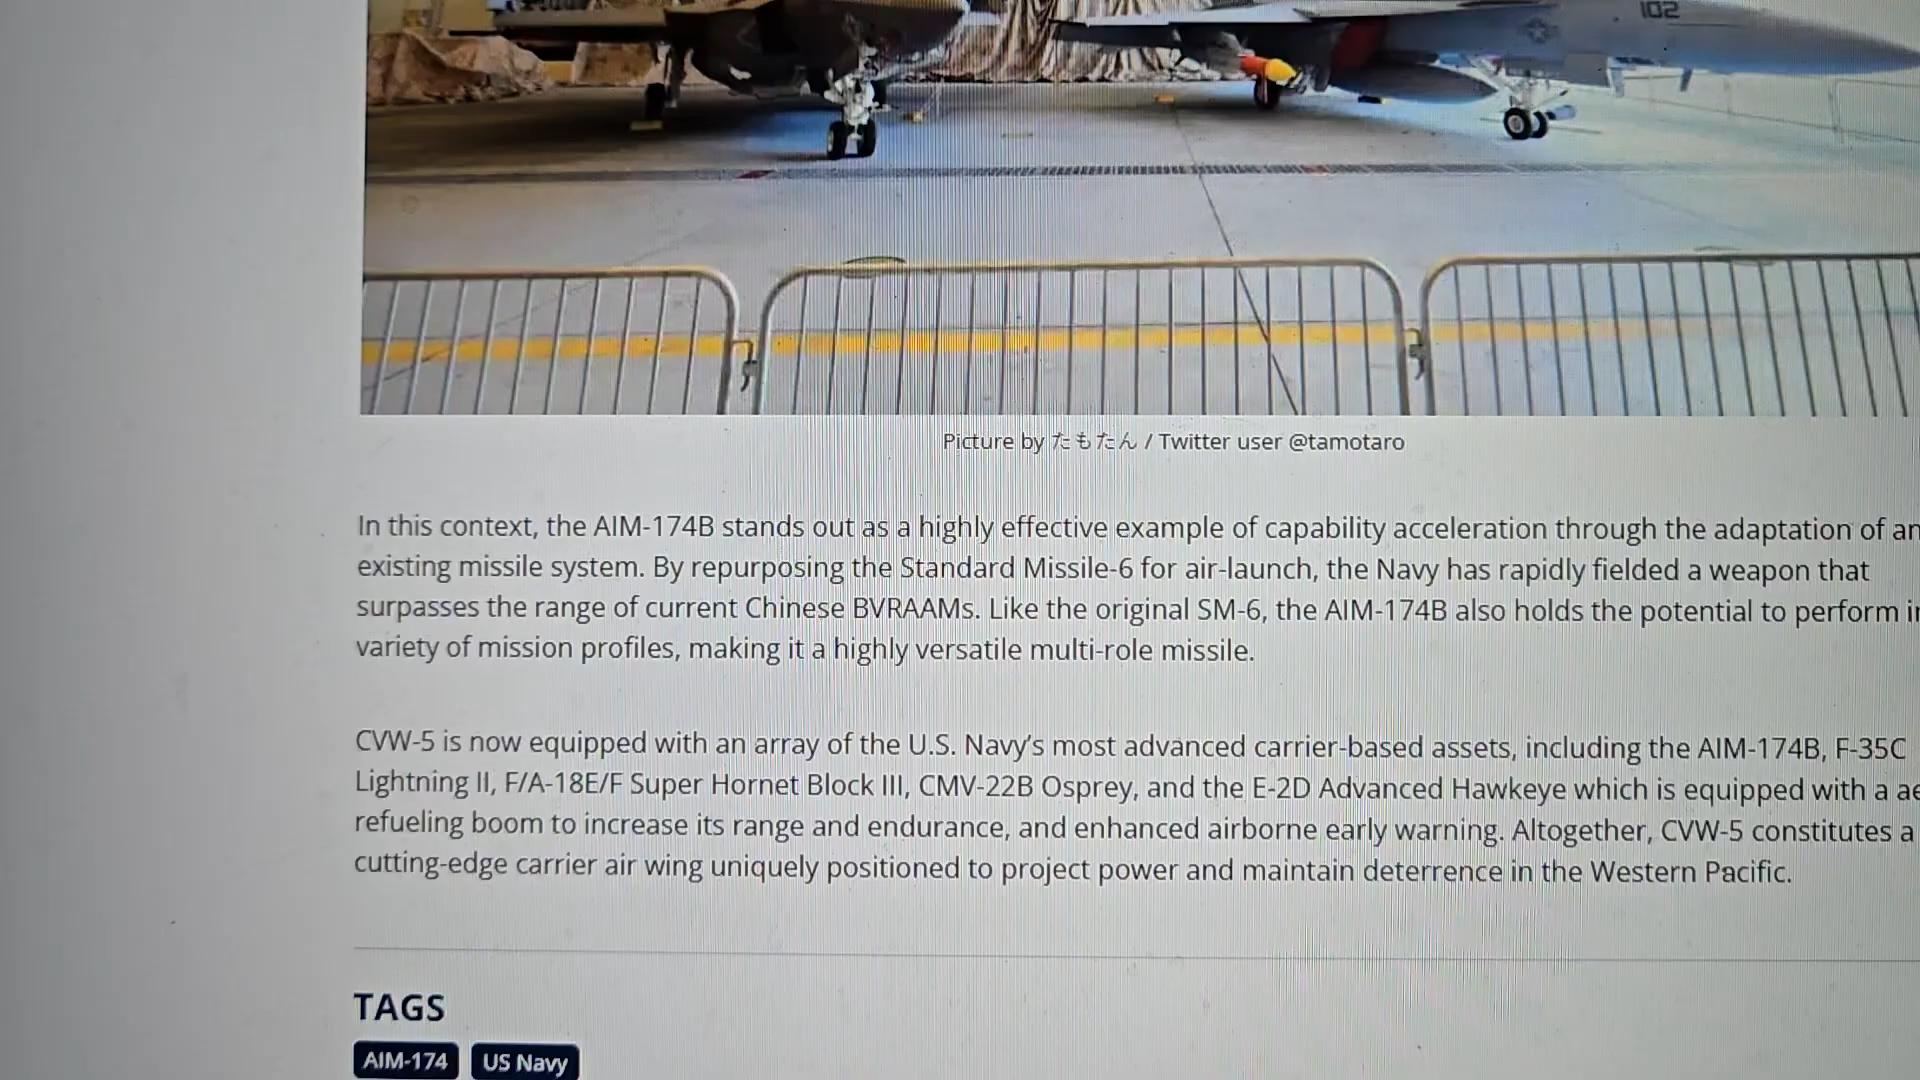 102
Picture by たもたん / Twitter user @tamotaro
In this context, the AIM-174B stands out as a highly effective example of capability acceleration through the adaptation of an
existing missile system. By repurposing the Standard Missile-6 for air-launch, the Navy has rapidly fielded a weapon that
surpasses the range of current Chinese BVRAAMs. Like the original SM-6, the AIM-174B also holds the potential to perform
variety of mission profiles, making it a highly versatile multi-role missile.
CVW-5 is now equipped with an array of the U.S. Navy's most advanced carrier-based assets, including the AIM-174B, F-35C
Lightning II, F/A-18E/F Super Hornet Block III, CMV-22B Osprey, and the E-2D Advanced Hawkeye which is equipped with a
refueling boom to increase its range and endurance, and enhanced airborne early warning. Altogether, CVW-5 constitutes a
cutting-edge carrier air wing uniquely positioned to project power and maintain deterrence in the Western Pacific.
TAGS
AIM-174 US Navy